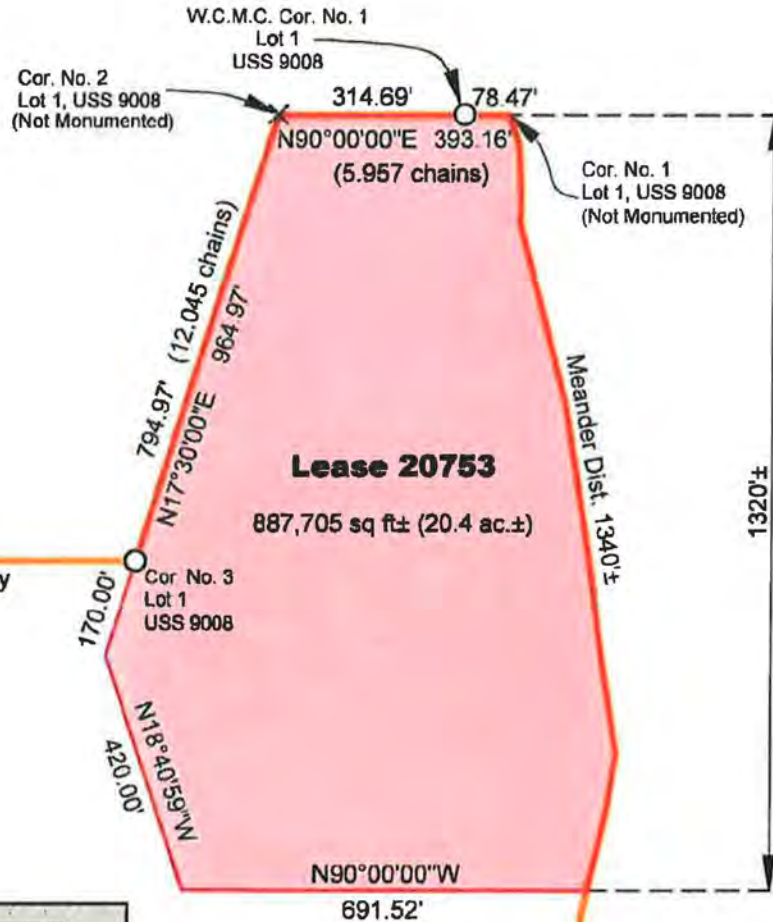 W.C.M.C. Cor. No. 1
Lot 1
USS 9008
Cor. No. 2
Lot 1, USS 9008
(Not Monumented)
314.69'
78.47'
N90°00'00"E 393.16'
(5.957 chains)
Cor. No. 1
Lot 1, USS 9008
(Not Monumented)
794.97' (12.045 chains)
N17°30'00"E 964.97'
Meander Dist. 1340'±
1320'±
Lease 20753
887,705 sq ft± (20.4 ac.±)
y
Cor. No. 3
Lot 1
USS 9008
170.00'
N18°40'59"W
420.00'
N90°00'00"W
691.52'